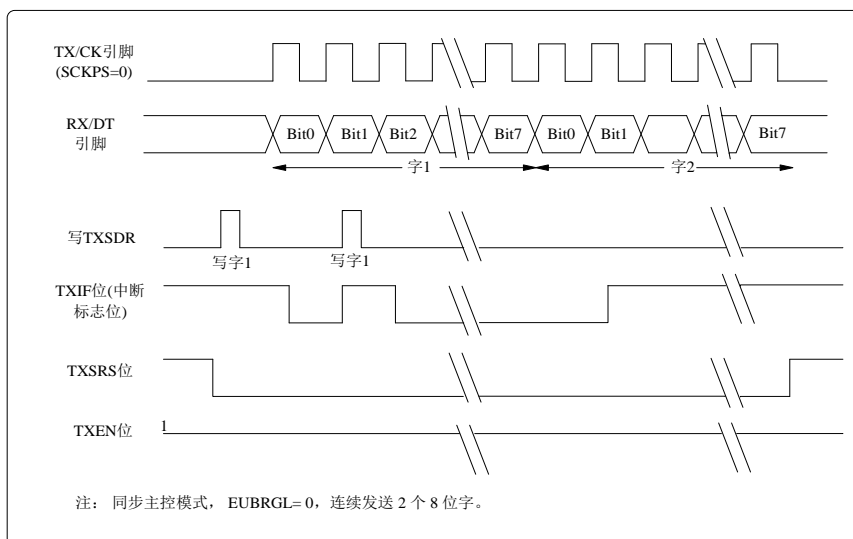 TX/CK引脚
(SCKPS=0)
RX/DT
引脚
Bit0 Bit1 Bit2 Bit7 Bit0 Bit1 Bit7
字1 字2
写TXSDR
写字1 写字1
TXIF位(中断
标志位)
TXSRS位
TXEN位 1
注： 同步主控模式， EUBRGL= 0，连续发送 2 个 8 位字。